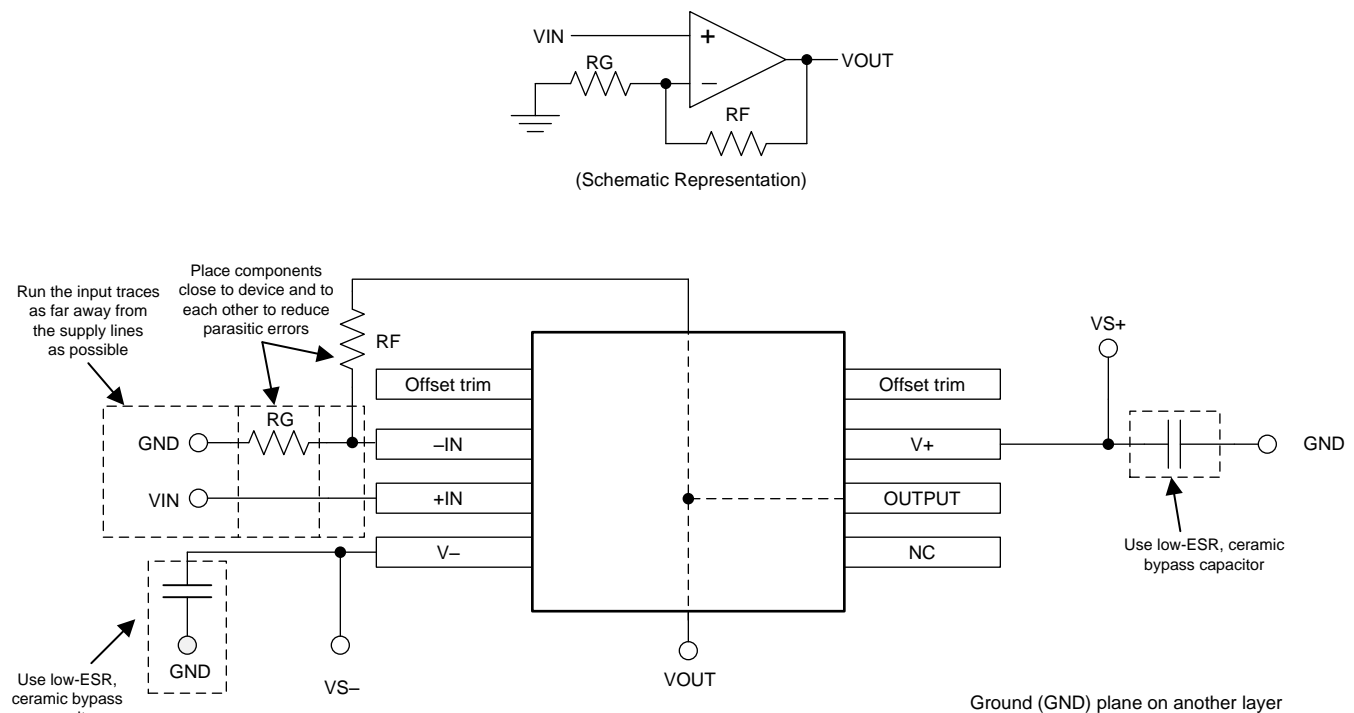 VIN
+
VOUT
RG
–
RF
(Schematic Representation)
Run the input traces
as far away from
the supply lines
as possible
Place components
close to device and to
each other to reduce
parasitic errors
RF
VS+
Offset trim
Offset trim
RG
GND
–IN
V+
GND
VIN
+IN
OUTPUT
V–
NC
Use low-ESR, ceramic
bypass capacitor
GND
VS–
VOUT
Use low-ESR,
ceramic bypass
Ground (GND) plane on another layer